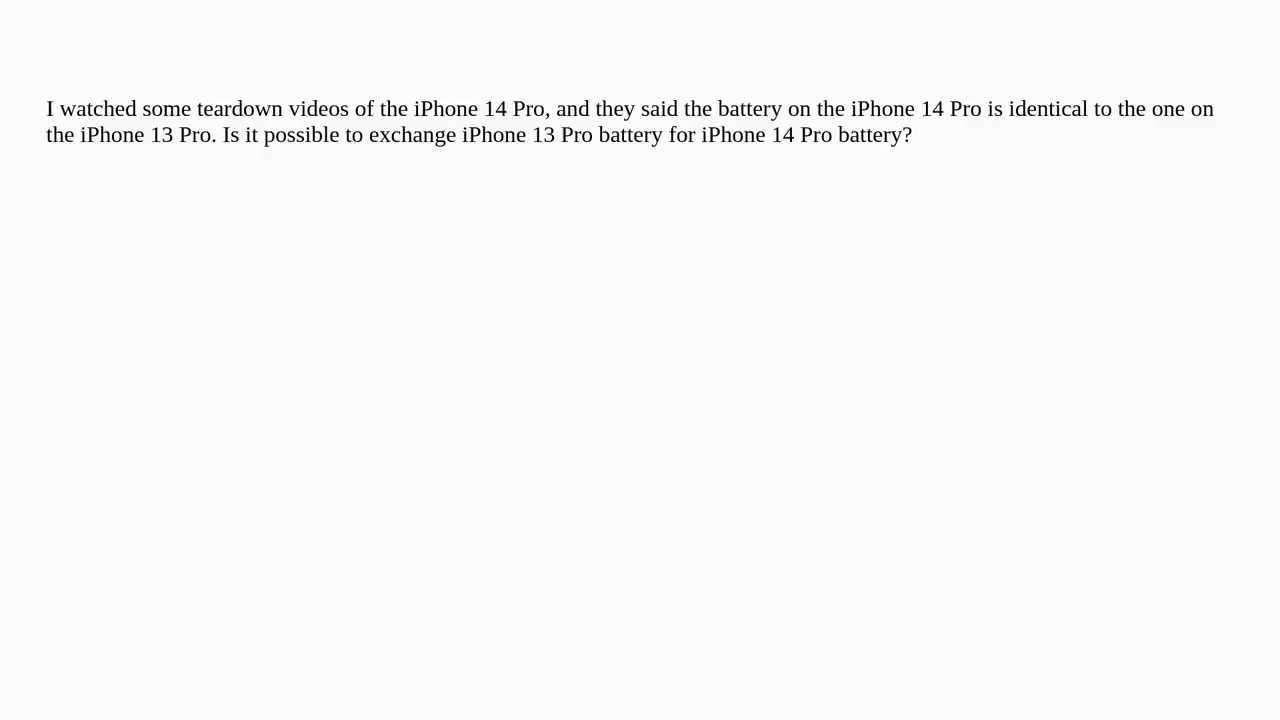 I watched some teardown videos of the iPhone 14 Pro, and they said the battery on the iPhone 14 Pro is identical to the one on
the iPhone 13 Pro. Is it possible to exchange iPhone 13 Pro battery for iPhone 14 Pro battery?